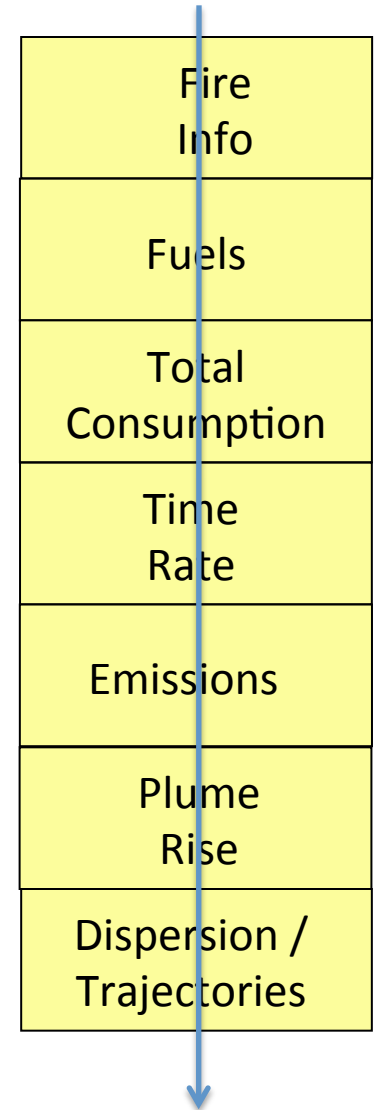 Fire
Info
Fuels
Total
Consumption
Time
Rate
Emissions
Plume
Rise
Dispersion /
Trajectories